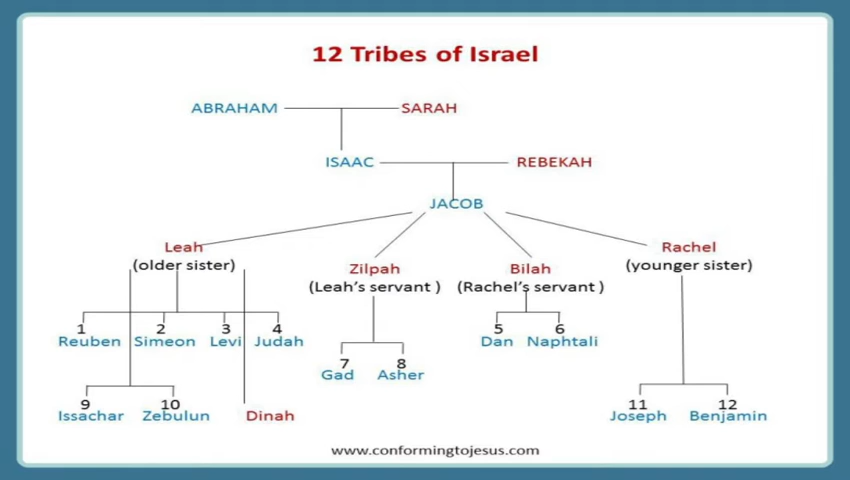 12 Tribes of Israel
ABRAHAM SARAH
ISAAC REBEKAH
JACOB
Leah
(older sister)
Zilpah
(Leah's servant )
Bilah
(Rachel's servant )
Rachel
(younger sister)
1 2 3 4
Reuben Simeon Levi Judah
5 6
Dan Naphtali
7 8
Gad Asher
9 10
Issachar Zebulun Dinah
11 12
Joseph Benjamin
www.conformingtojesus.com